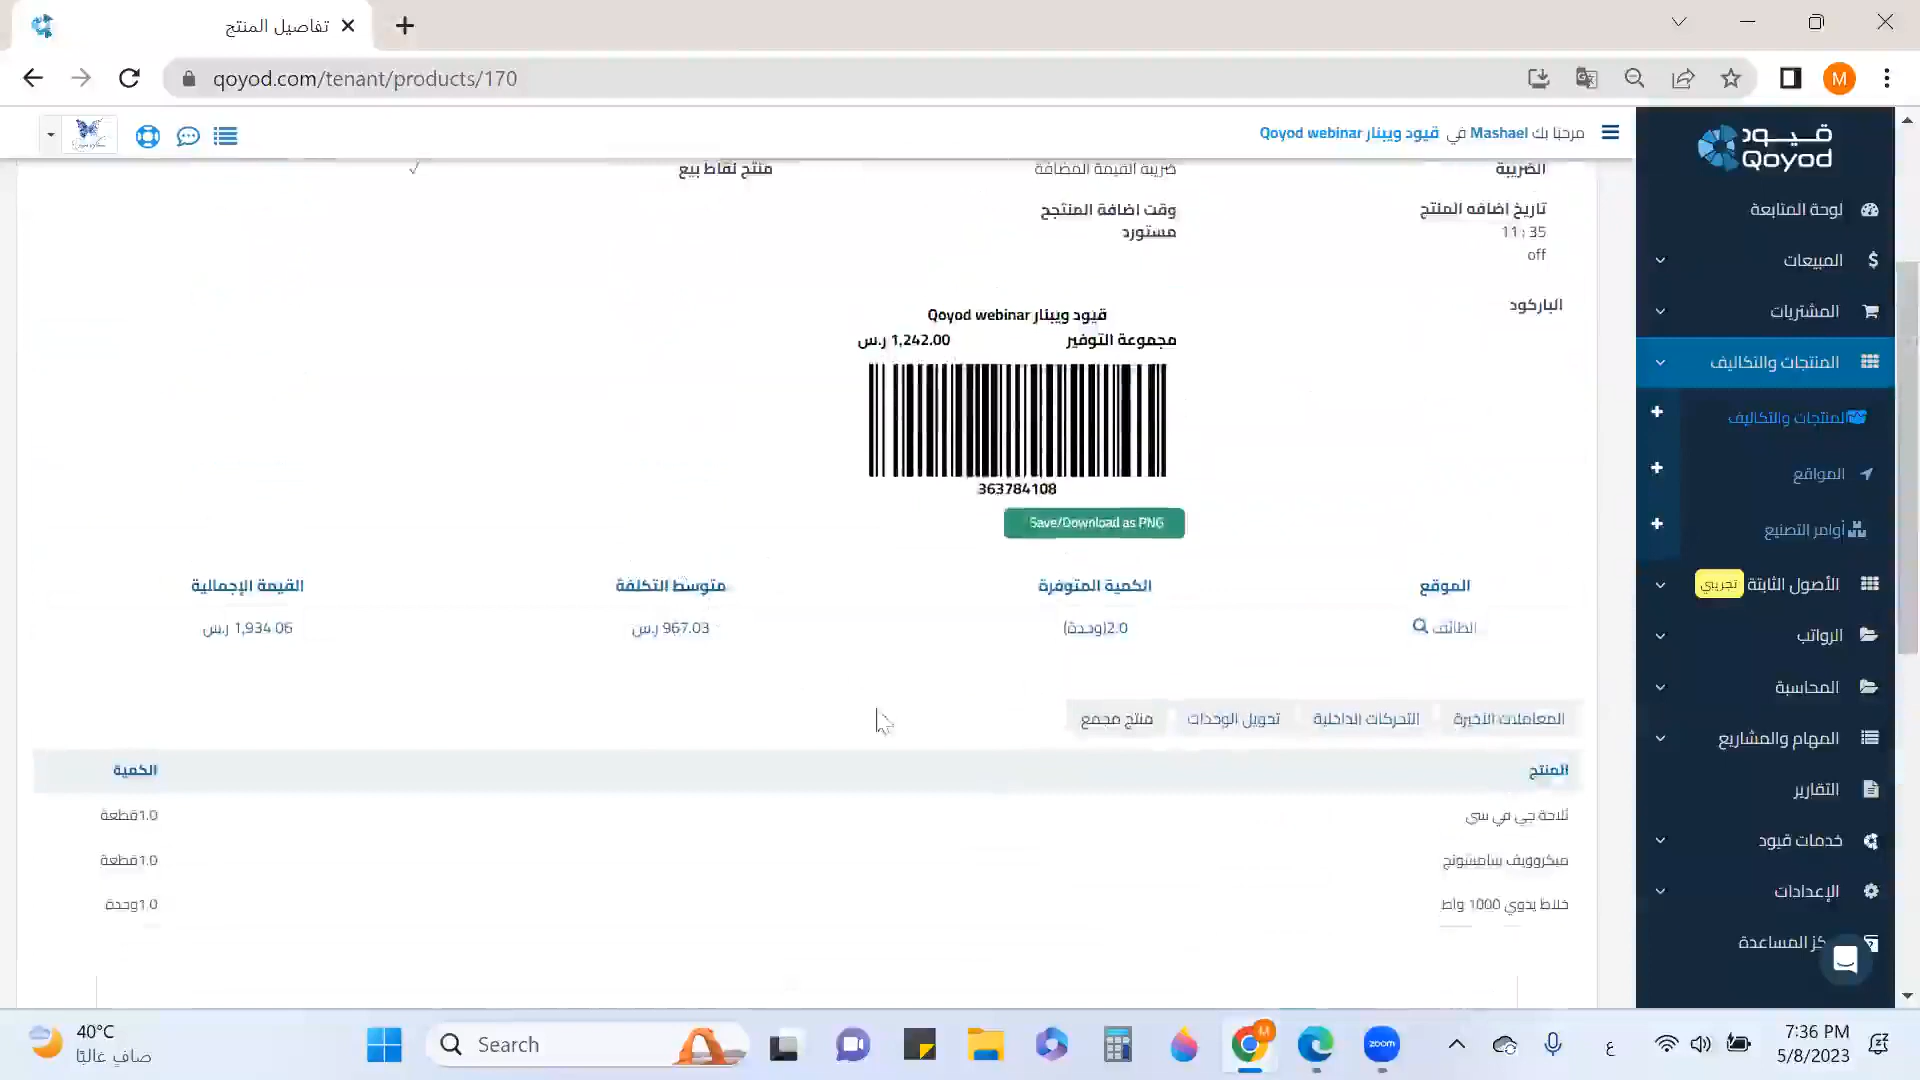 تفاصيل المنتج
qoyod.com/tenant/products/170
M
مرحبًا بك Mashael في قيود ويبنار Qoyod webinar
قيود
Qoyod
لوحة المتابعة
المبيعات
المشتريات
المنتجات والتكاليف
المنتجات والتكاليف
المواقع
أوامر التصنيع
الأصول الثابتة تجريبي
الرواتب
المحاسبة
المهام والمشاريع
التقارير
خدمات قيود
الإعدادات
كز المساعدة
الضريبة ضريبة القيمة المضافة منتج نقاط بيع ✓
تاريخ اضافه المنتج وقت اضافة المنتجج
11 : 35 مستورد
off
الباركود
قيود ويبنار Qoyod webinar
مجموعة التوفير 1,242.00 ر.س
363784108
Save/Download as PNG
الموقع الكمية المتوفرة متوسط التكلفة القيمة الإجمالية
الطائف 2.0(وحدة) 967.03 ر.س 1,934.06 ر.س
المعاملات الأخيرة التحركات الداخلية تحويل الوحدات منتج مجمع
المنتج الكمية
ثلاجة جي في سي 1.0قطعة
ميكروويف سامسونج 1.0قطعة
خلاط يدوي 1000 واط 1.0وحدة
40°C
صافٍ غالبًا
Search
M
zoom
ع
7:36 PM
5/8/2023